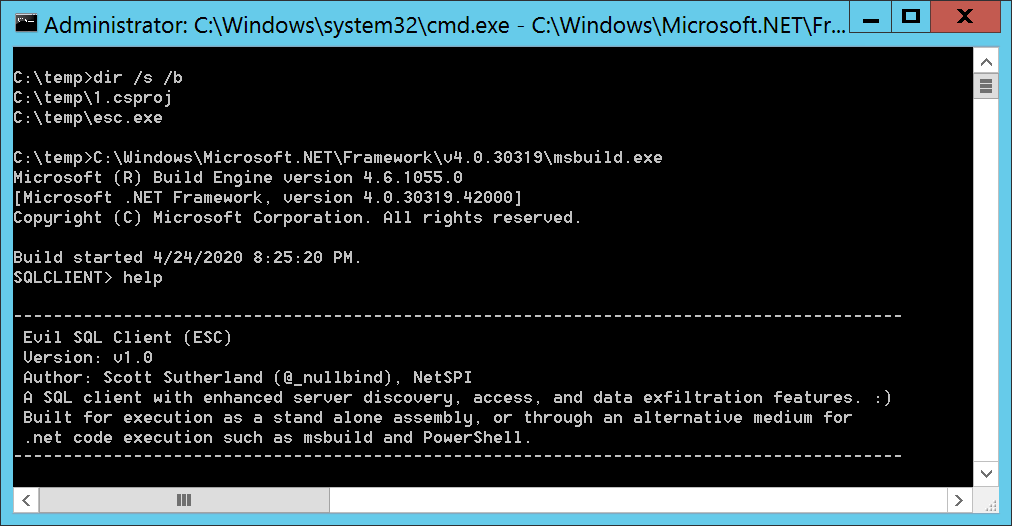 Administrator: C:\Windows\system32\cmd.exe - C:\Windows\Microsoft.NET\Fr...
C:\temp>dir /s /b
C:\temp\1.csproj
C:\temp\esc.exe
C:\temp>C:\Windows\Microsoft.NET\Framework\v4.0.30319\msbuild.exe
Microsoft (R) Build Engine version 4.6.1055.0
[Microsoft .NET Framework, version 4.0.30319.42000]
Copyright (C) Microsoft Corporation. All rights reserved.
Build started 4/24/2020 8:25:20 PM.
SQLCLIENT> help
-----------------------------------------------------------------------------------------
Evil SQL Client (ESC)
Version: v1.0
Author: Scott Sutherland (@_nullbind), NetSPI
A SQL client with enhanced server discovery, access, and data exfiltration features. :)
Built for execution as a stand alone assembly, or through an alternative medium for
.net code execution such as msbuild and PowerShell.
-----------------------------------------------------------------------------------------